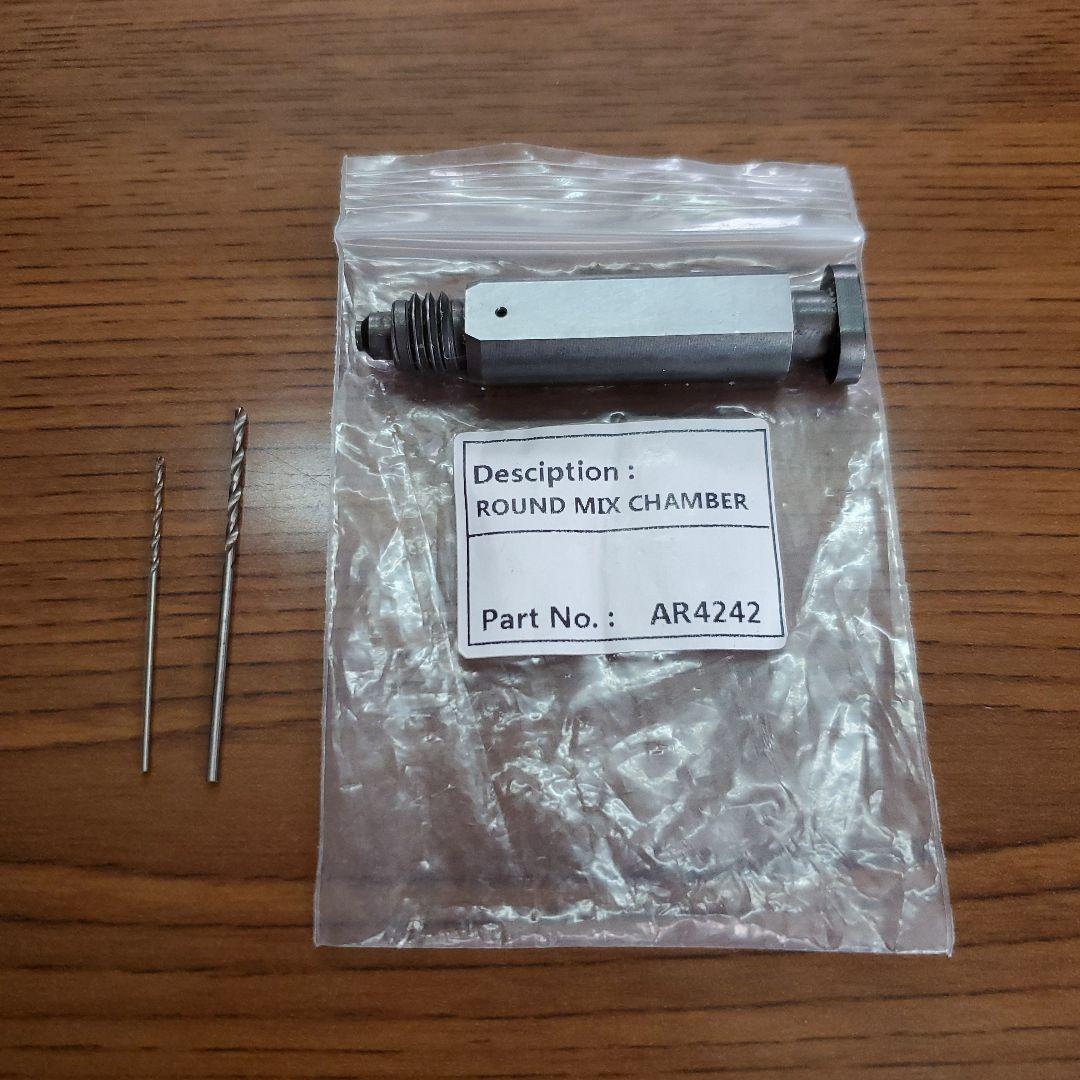 Desciption :
ROUND MIX CHAMBER
Part No. : AR4242